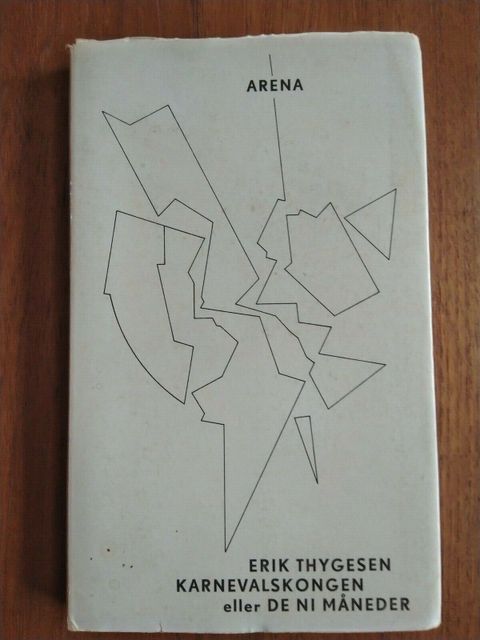 ARENA
ERIK THYGESEN
KARNEVALSKONGEN
eller DE NI MÅNEDER